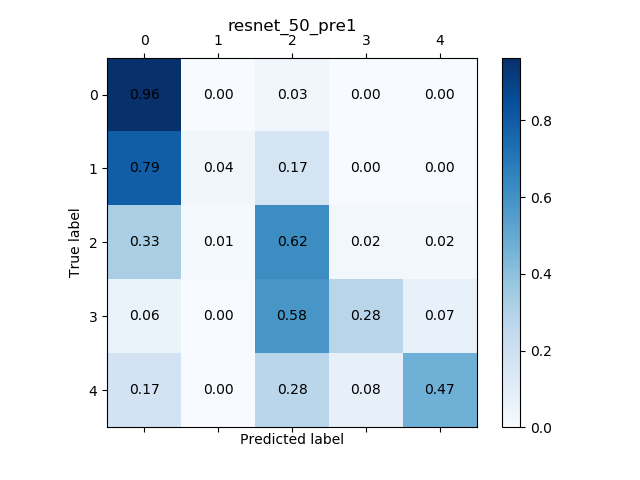 resnet_50_pre1
0 1 2 3 4
0 0.96 0.00 0.03 0.00 0.00
1 0.79 0.04 0.17 0.00 0.00
2 0.33 0.01 0.62 0.02 0.02
3 0.06 0.00 0.58 0.28 0.07
4 0.17 0.00 0.28 0.08 0.47
True label
Predicted label
0.8
0.6
0.4
0.2
0.0